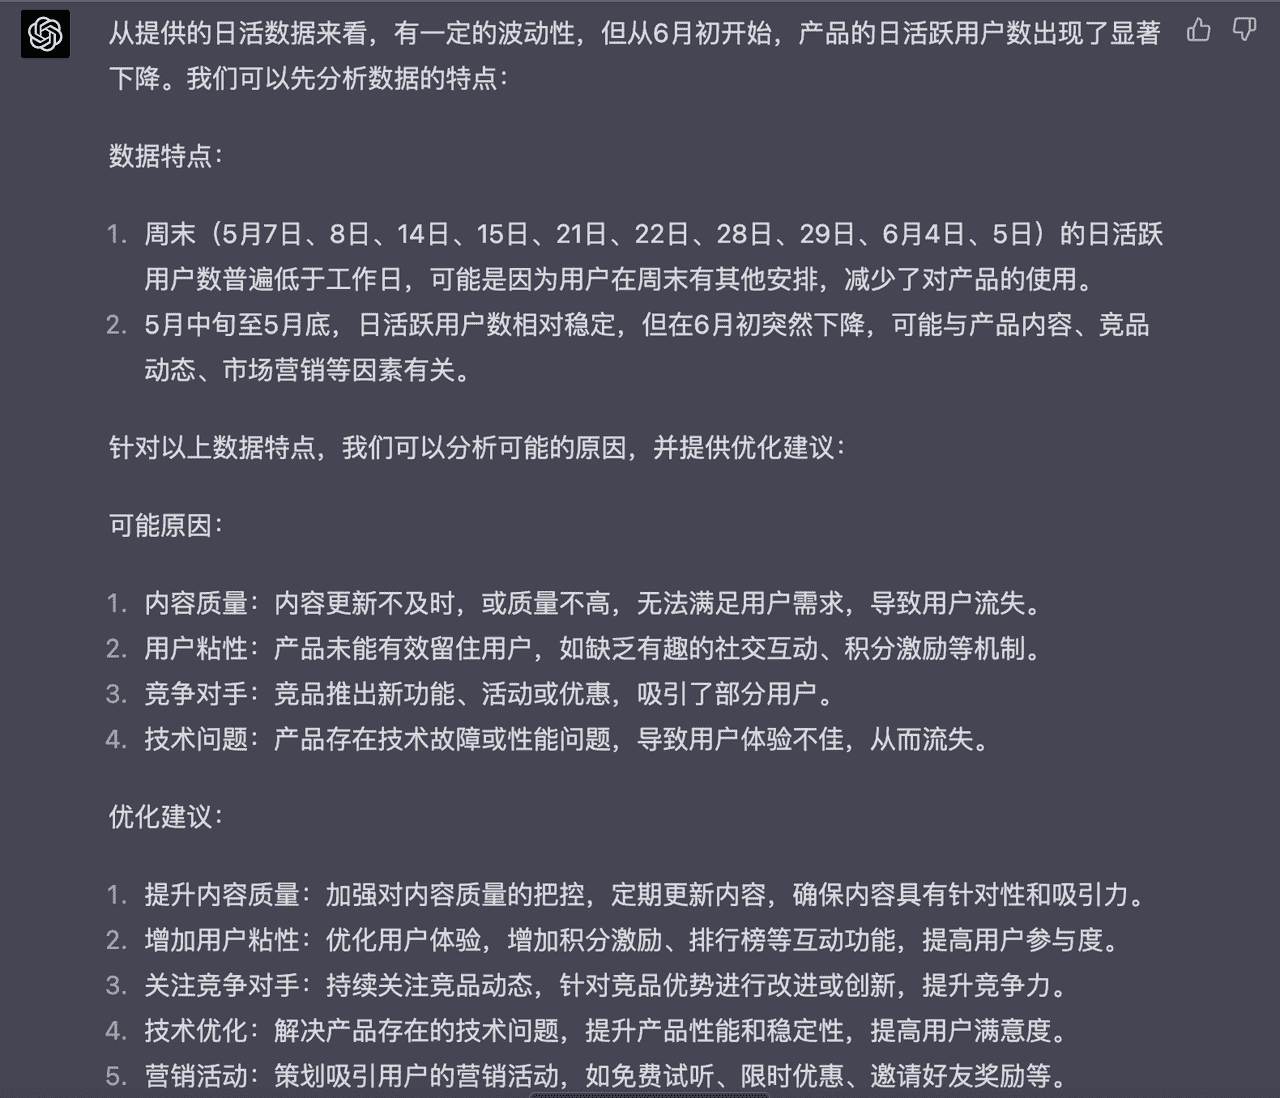 从提供的日活数据来看，有一定的波动性，但从6月初开始，产品的日活跃用户数出现了显著
下降。我们可以先分析数据的特点：
数据特点：
1. 周末（5月7日、8日、14日、15日、21日、22日、28日、29日、6月4日、5日）的日活跃
用户数普遍低于工作日，可能是因为用户在周末有其他安排，减少了对产品的使用。
2. 5月中旬至5月底，日活跃用户数相对稳定，但在6月初突然下降，可能与产品内容、竞品
动态、市场营销等因素有关。
针对以上数据特点，我们可以分析可能的原因，并提供优化建议：
可能原因：
1. 内容质量：内容更新不及时，或质量不高，无法满足用户需求，导致用户流失。
2. 用户粘性：产品未能有效留住用户，如缺乏有趣的社交互动、积分激励等机制。
3. 竞争对手：竞品推出新功能、活动或优惠，吸引了部分用户。
4. 技术问题：产品存在技术故障或性能问题，导致用户体验不佳，从而流失。
优化建议：
1. 提升内容质量：加强对内容质量的把控，定期更新内容，确保内容具有针对性和吸引力。
2. 增加用户粘性：优化用户体验，增加积分激励、排行榜等互动功能，提高用户参与度。
3. 关注竞争对手：持续关注竞品动态，针对竞品优势进行改进或创新，提升竞争力。
4. 技术优化：解决产品存在的技术问题，提升产品性能和稳定性，提高用户满意度。
5. 营销活动：策划吸引用户的营销活动，如免费试听、限时优惠、邀请好友奖励等。